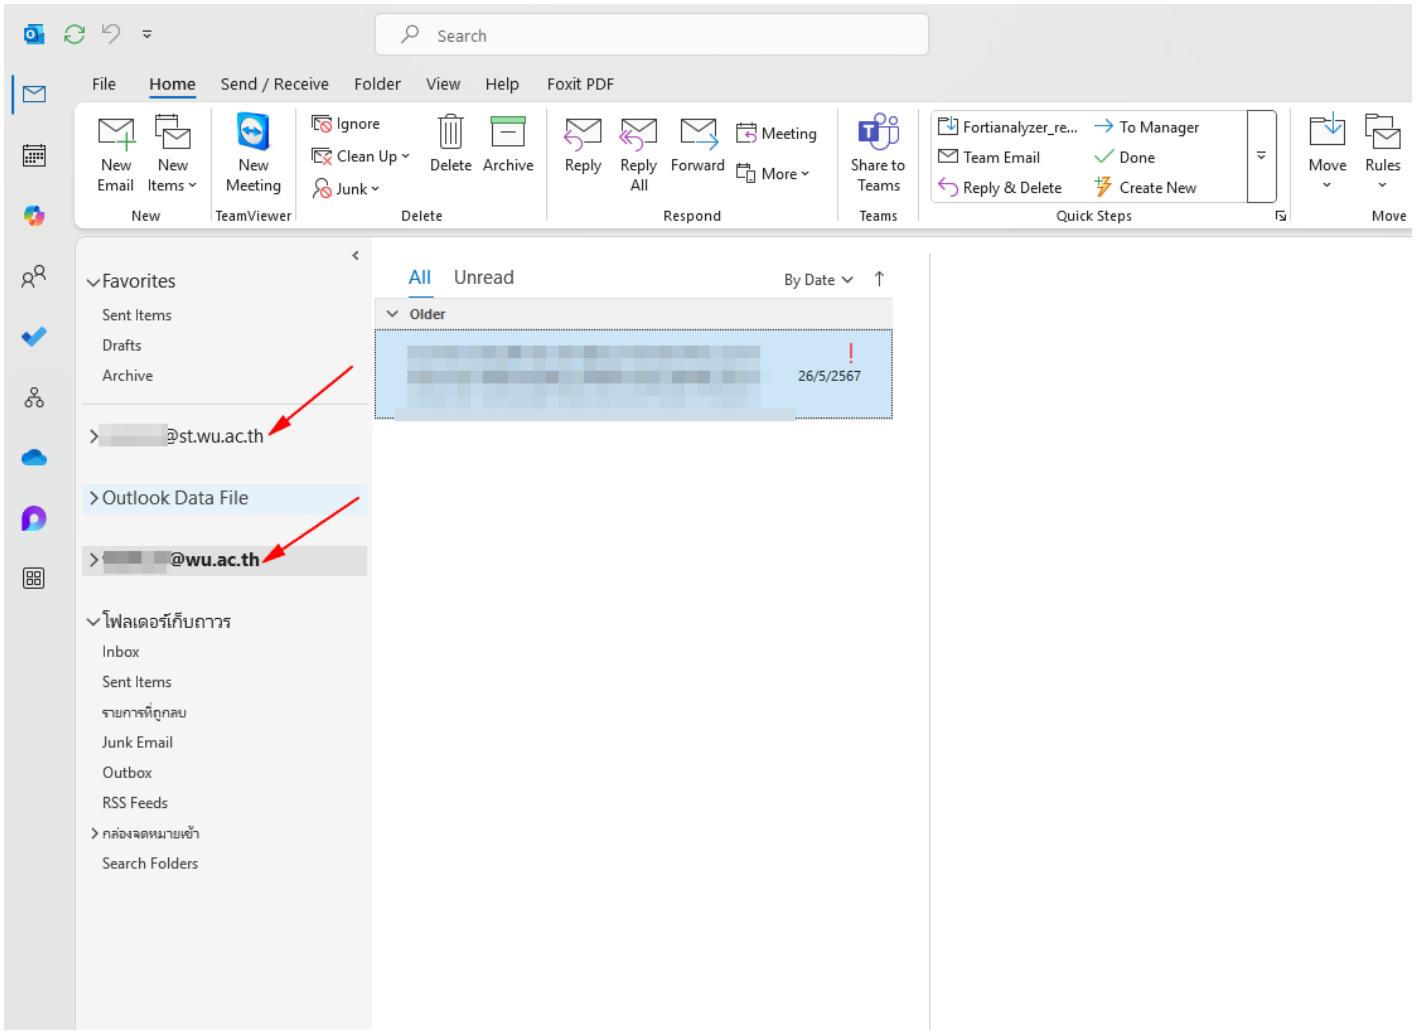 Search
File Home Send / Receive Folder View Help Foxit PDF
New Email
New Items
New
New Meeting
TeamViewer
Ignore
Clean Up
Junk
Delete
Archive
Delete
Reply
Reply All
Forward
Meeting
More
Respond
Share to Teams
Teams
Fortianalyzer_re...
To Manager
Team Email
Done
Reply & Delete
Create New
Quick Steps
Move
Rules
Move
Favorites
Sent Items
Drafts
Archive
@st.wu.ac.th
Outlook Data File
@wu.ac.th
โฟลเดอร์เก็บถาวร
Inbox
Sent Items
รายการที่ถูกลบ
Junk Email
Outbox
RSS Feeds
กล่องจดหมายเข้า
Search Folders
All Unread By Date
Older
26/5/2567